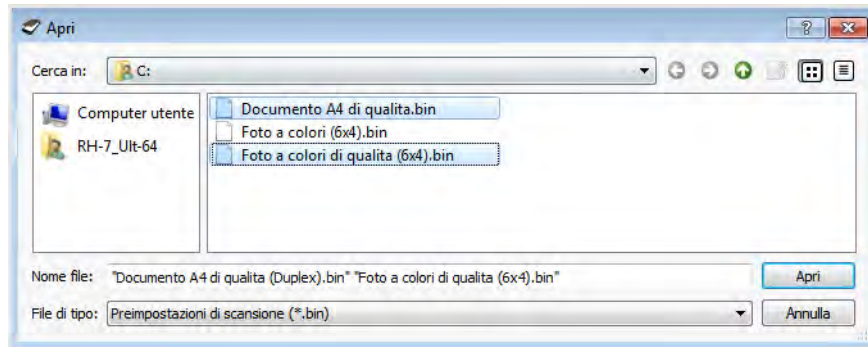 Apri
Cerca in: C:
Computer utente
RH-7_Ult-64
Documento A4 di qualita.bin
Foto a colori (6x4).bin
Foto a colori di qualita (6x4).bin
Nome file: "Documento A4 di qualita (Duplex).bin" "Foto a colori di qualita (6x4).bin" Apri
File di tipo: Preimpostazioni di scansione (*.bin) Annulla